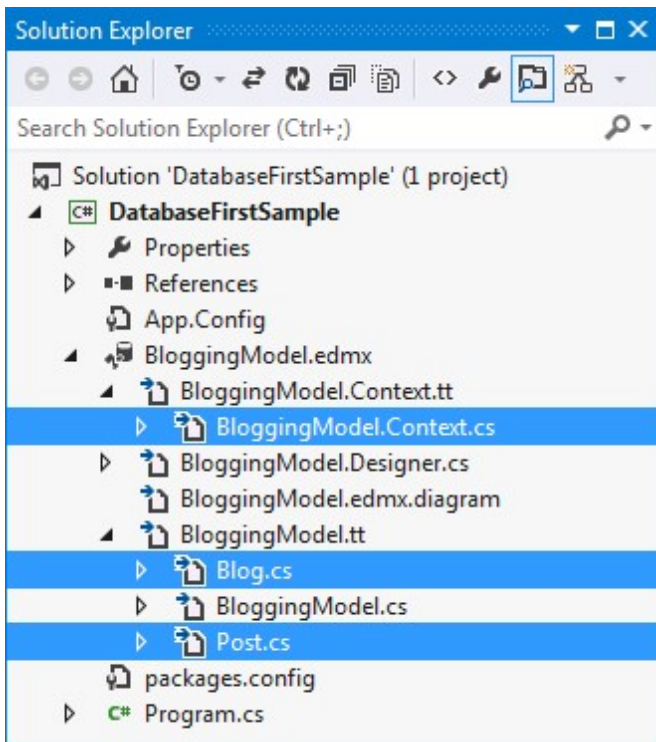 Solution Explorer
Search Solution Explorer (Ctrl+;)
Solution 'DatabaseFirstSample' (1 project)
C# DatabaseFirstSample
Properties
References
App.Config
BloggingModel.edmx
BloggingModel.Context.tt
BloggingModel.Context.cs
BloggingModel.Designer.cs
BloggingModel.edmx.diagram
BloggingModel.tt
Blog.cs
BloggingModel.cs
Post.cs
packages.config
C# Program.cs